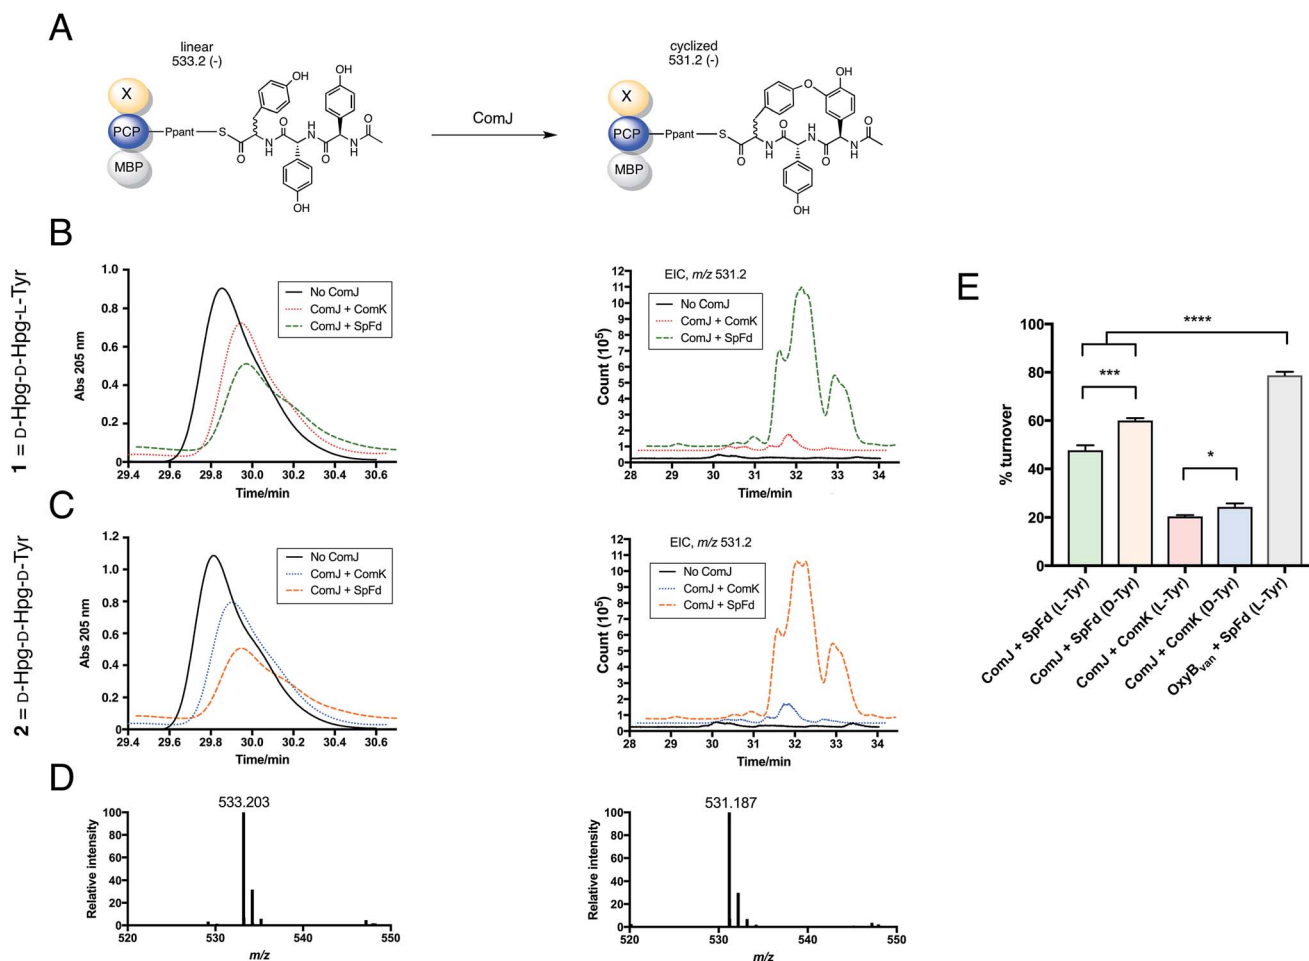 A
linear
533.2 (-)
X
PCP
Ppant
S
O
N
H
O
H
N
O
N
H
O
OH
OH
OH
MBP
ComJ
cyclized
531.2 (-)
X
PCP
Ppant
S
O
N
H
O
H
N
O
N
H
O
O
OH
OH
MBP
B
1 = D-Hpg-D-Hpg-L-Tyr
1.0
0.8
0.6
0.4
0.2
0
Abs 205 nm
No ComJ
ComJ + ComK
ComJ + SpFd
29.4 29.6 29.8 30.0 30.2 30.4 30.6
Time/min
EIC, m/z 531.2
12
11
10
9
8
7
6
5
4
3
2
1
0
Count (10⁵)
No ComJ
ComJ + ComK
ComJ + SpFd
28 29 30 31 32 33 34
Time/min
C
2 = D-Hpg-D-Hpg-D-Tyr
1.2
1.0
0.8
0.6
0.4
0.2
0
Abs 205 nm
No ComJ
ComJ + ComK
ComJ + SpFd
29.4 29.6 29.8 30.0 30.2 30.4 30.6
Time/min
EIC, m/z 531.2
12
11
10
9
8
7
6
5
4
3
2
1
0
Count (10⁵)
No ComJ
ComJ + ComK
ComJ + SpFd
28 29 30 31 32 33 34
Time/min
D
533.203
100
80
60
40
20
0
Relative intensity
520 530 540 550
m/z
531.187
100
80
60
40
20
0
Relative intensity
520 530 540 550
m/z
E
100
80
60
40
20
0
% turnover
****
***
*
ComJ + SpFd (L-Tyr)
ComJ + SpFd (D-Tyr)
ComJ + ComK (L-Tyr)
ComJ + ComK (D-Tyr)
OxyBvan + SpFd (L-Tyr)